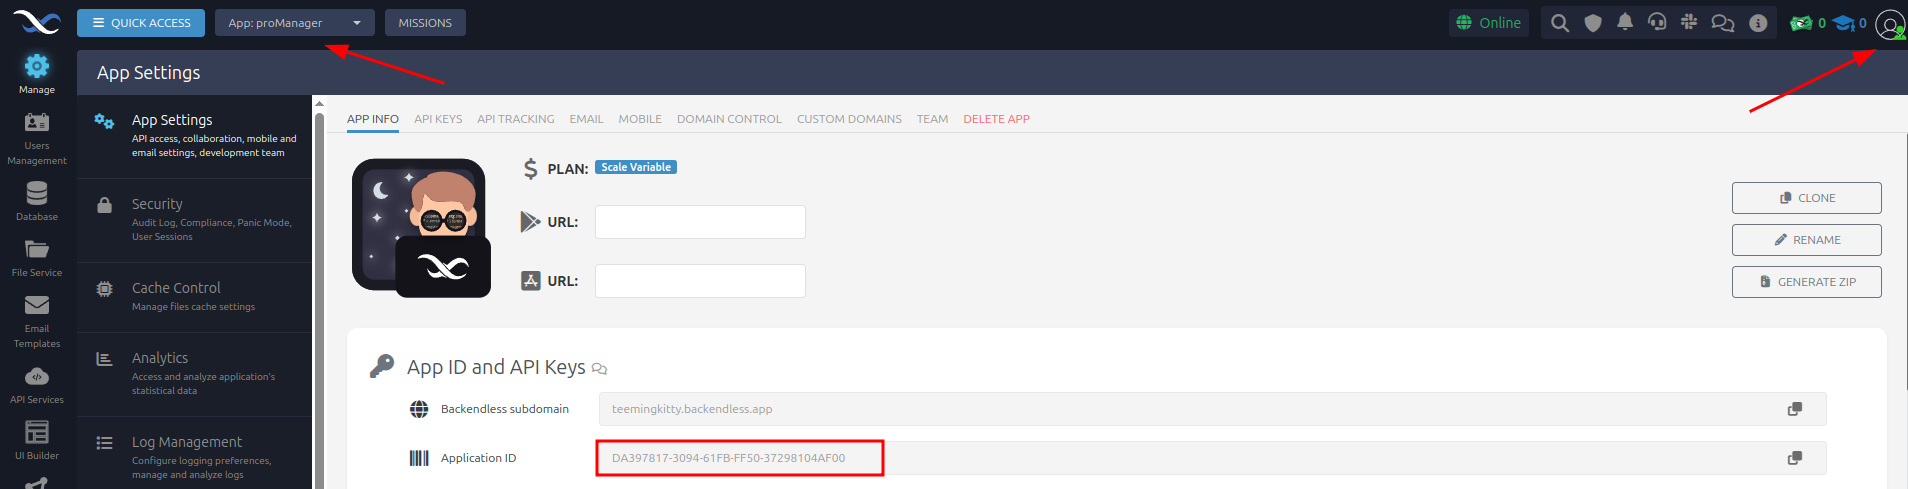 QUICK ACCESS
App: proManager
MISSIONS
Online
0
0
Manage
Users
Management
Database
File Service
Email
Templates
API Services
UI Builder
App Settings
App Settings
API access, collaboration, mobile and
email settings, development team
Security
Audit Log, Compliance, Panic Mode,
User Sessions
Cache Control
Manage files cache settings
Analytics
Access and analyze application's
statistical data
Log Management
Configure logging preferences,
manage and analyze logs
APP INFO API KEYS API TRACKING EMAIL MOBILE DOMAIN CONTROL CUSTOM DOMAINS TEAM DELETE APP
PLAN: Scale Variable
URL:
URL:
CLONE
RENAME
GENERATE ZIP
App ID and API Keys
Backendless subdomain teemingkitty.backendless.app
Application ID DA397817-3094-61FB-FF50-37298104AF00